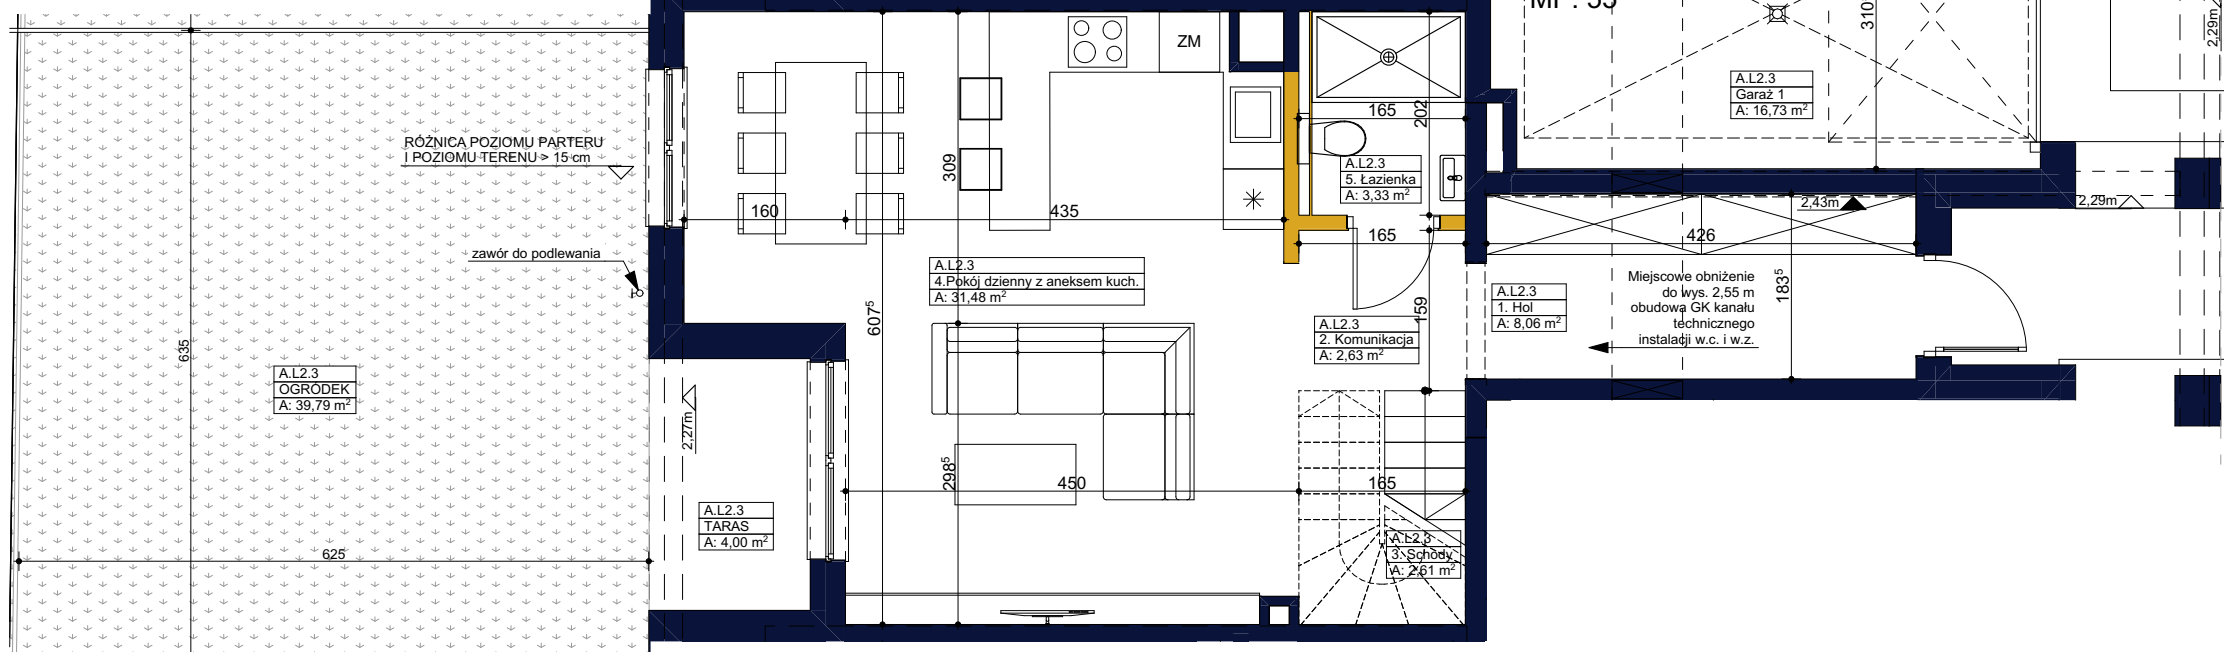 MP. 55
310
2,29m
ZM
A.L2.3
Garaż 1
A: 16,73 m²
165
202
RÓŻNICA POZIOMU PARTERU
I POZIOMU TERENU > 15 cm
309
A.L2.3
5. Łazienka
A: 3,33 m²
160
435
2,43m
2,29m
165
426
zawór do podlewania
A.L2.3
4.Pokój dzienny z aneksem kuch.
A: 31,48 m²
Miejscowe obniżenie
do wys. 2,55 m
obudowa GK kanału
technicznego
instalacji w.c. i w.z.
183⁵
A.L2.3
1. Hol
A: 8,06 m²
159
607⁵
A.L2.3
2. Komunikacja
A: 2,63 m²
635
A.L2.3
OGRÓDEK
A: 39,79 m²
2,27m
298⁵
450
165
A.L2.3
TARAS
A: 4,00 m²
A.L2.3
3. Schody
A: 2,61 m²
625